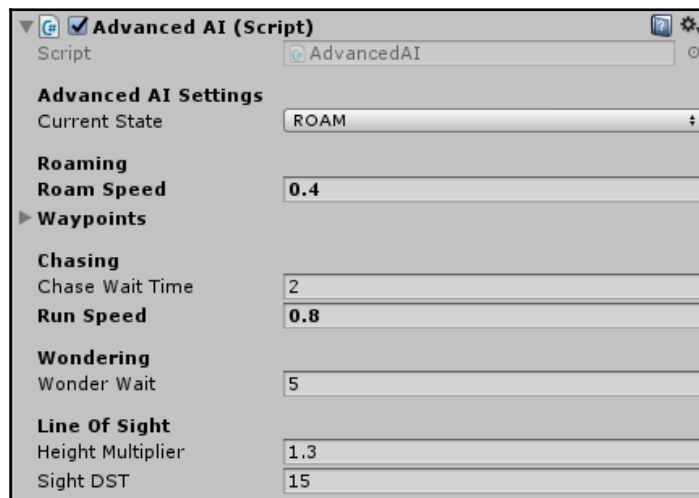 Advanced AI (Script)
Script AdvancedAI
Advanced AI Settings
Current State ROAM
Roaming
Roam Speed 0.4
Waypoints
Chasing
Chase Wait Time 2
Run Speed 0.8
Wondering
Wonder Wait 5
Line Of Sight
Height Multiplier 1.3
Sight DST 15